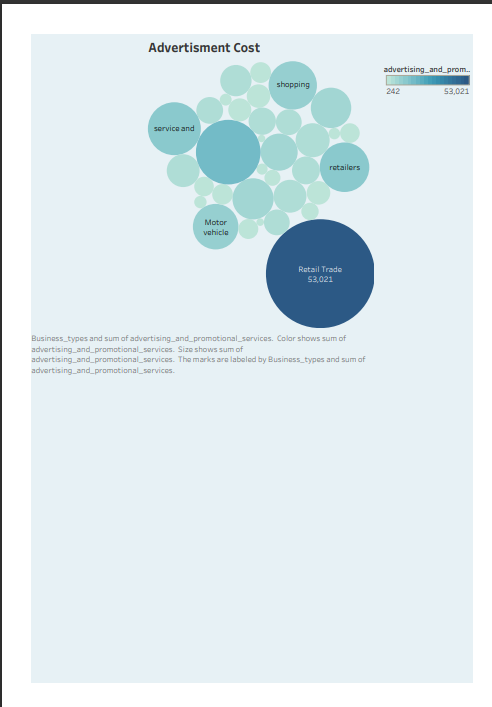 Advertisment Cost
advertising_and_prom..
242 53,021
shopping
service and
retailers
Motor
vehicle
Retail Trade
53,021
Business_types and sum of advertising_and_promotional_services. Color shows sum of
advertising_and_promotional_services. Size shows sum of
advertising_and_promotional_services. The marks are labeled by Business_types and sum of
advertising_and_promotional_services.